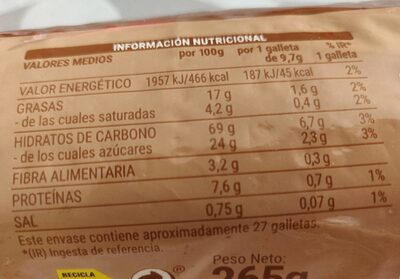 INFORMACIÓN NUTRICIONAL
VALORES MEDIOS por 100g por 1 galleta de 9,7g % IR* 1 galleta
VALOR ENERGÉTICO 1957 kJ/466 kcal 187 kJ/45 kcal 2%
GRASAS 17 g 1,6 g 2%
- de las cuales saturadas 4,2 g 0,4 g 2%
HIDRATOS DE CARBONO 69 g 6,7 g 3%
- de los cuales azúcares 24 g 2,3 g 3%
FIBRA ALIMENTARIA 3,2 g 0,3 g
PROTEÍNAS 7,6 g 0,7 g 1%
SAL 0,75 g 0,07 g 1%
Este envase contiene aproximadamente 27 galletas.
*(IR) Ingesta de referencia.
Peso Neto:
RECICLA ® 265g